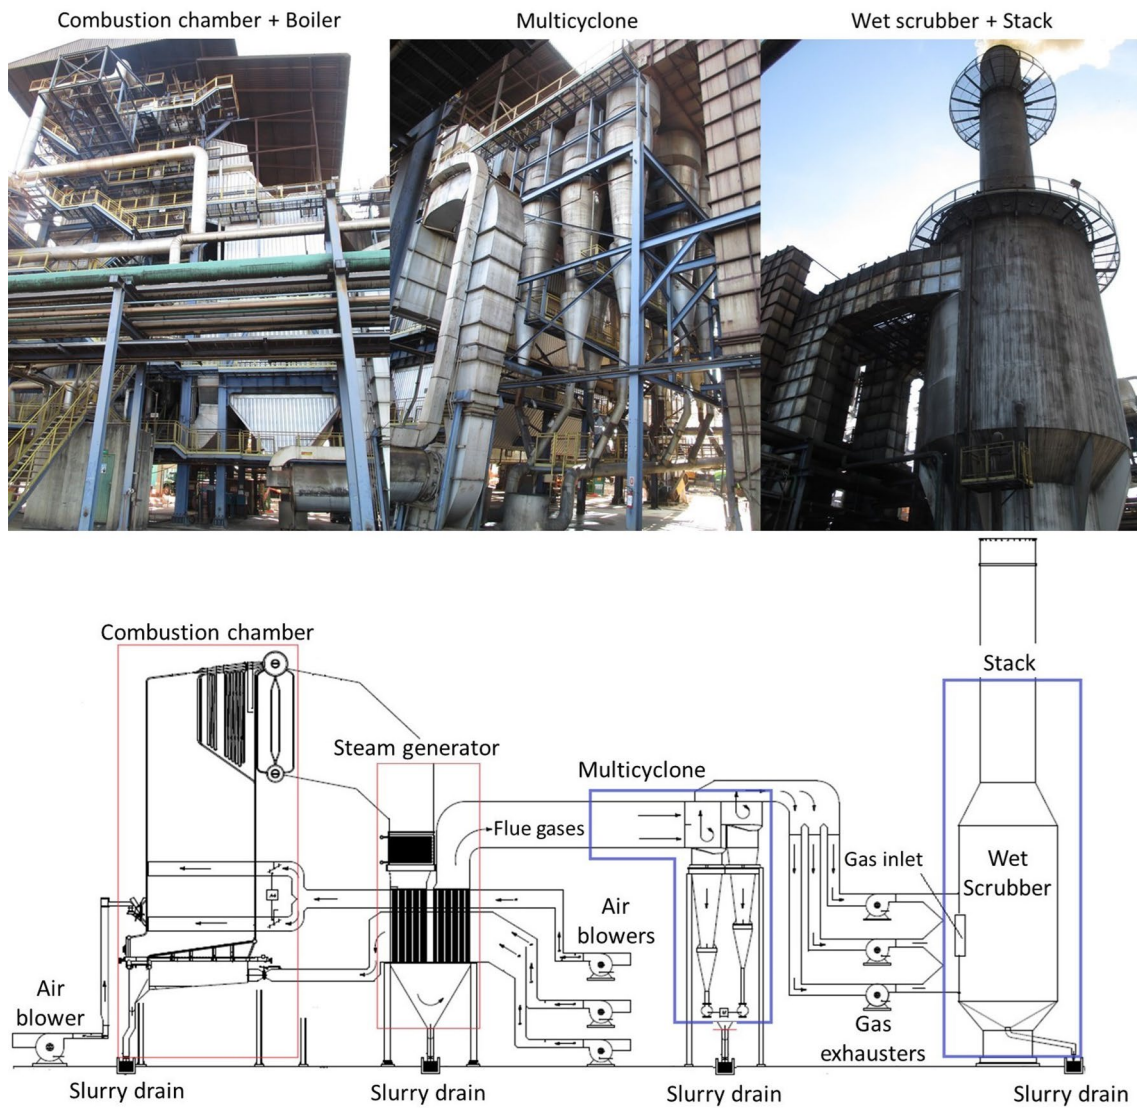 Combustion chamber + Boiler
Multicyclone
Wet scrubber + Stack
Combustion chamber
Stack
Steam generator
Multicyclone
Flue gases
Gas inlet
Wet
Scrubber
Air
blowers
Air
blower
Gas
exhausters
Slurry drain
Slurry drain
Slurry drain
Slurry drain